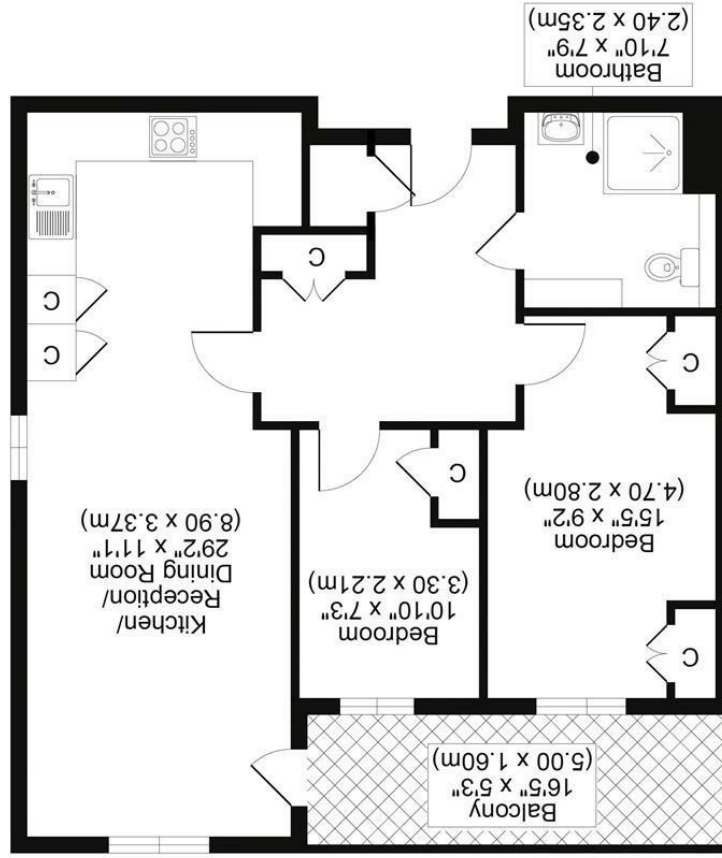 Balcony
16'5" x 5'3"
(5.00 x 1.60m)
C
Bedroom
10'10" x 7'3"
(3.30 x 2.21m)
Kitchen/
Reception/
Dining Room
29'2" x 11'1"
(8.90 x 3.37m)
Bedroom
15'5" x 9'2"
(4.70 x 2.80m)
C
C
C
C
C
Bathroom
7'10" x 7'9"
(2.40 x 2.35m)